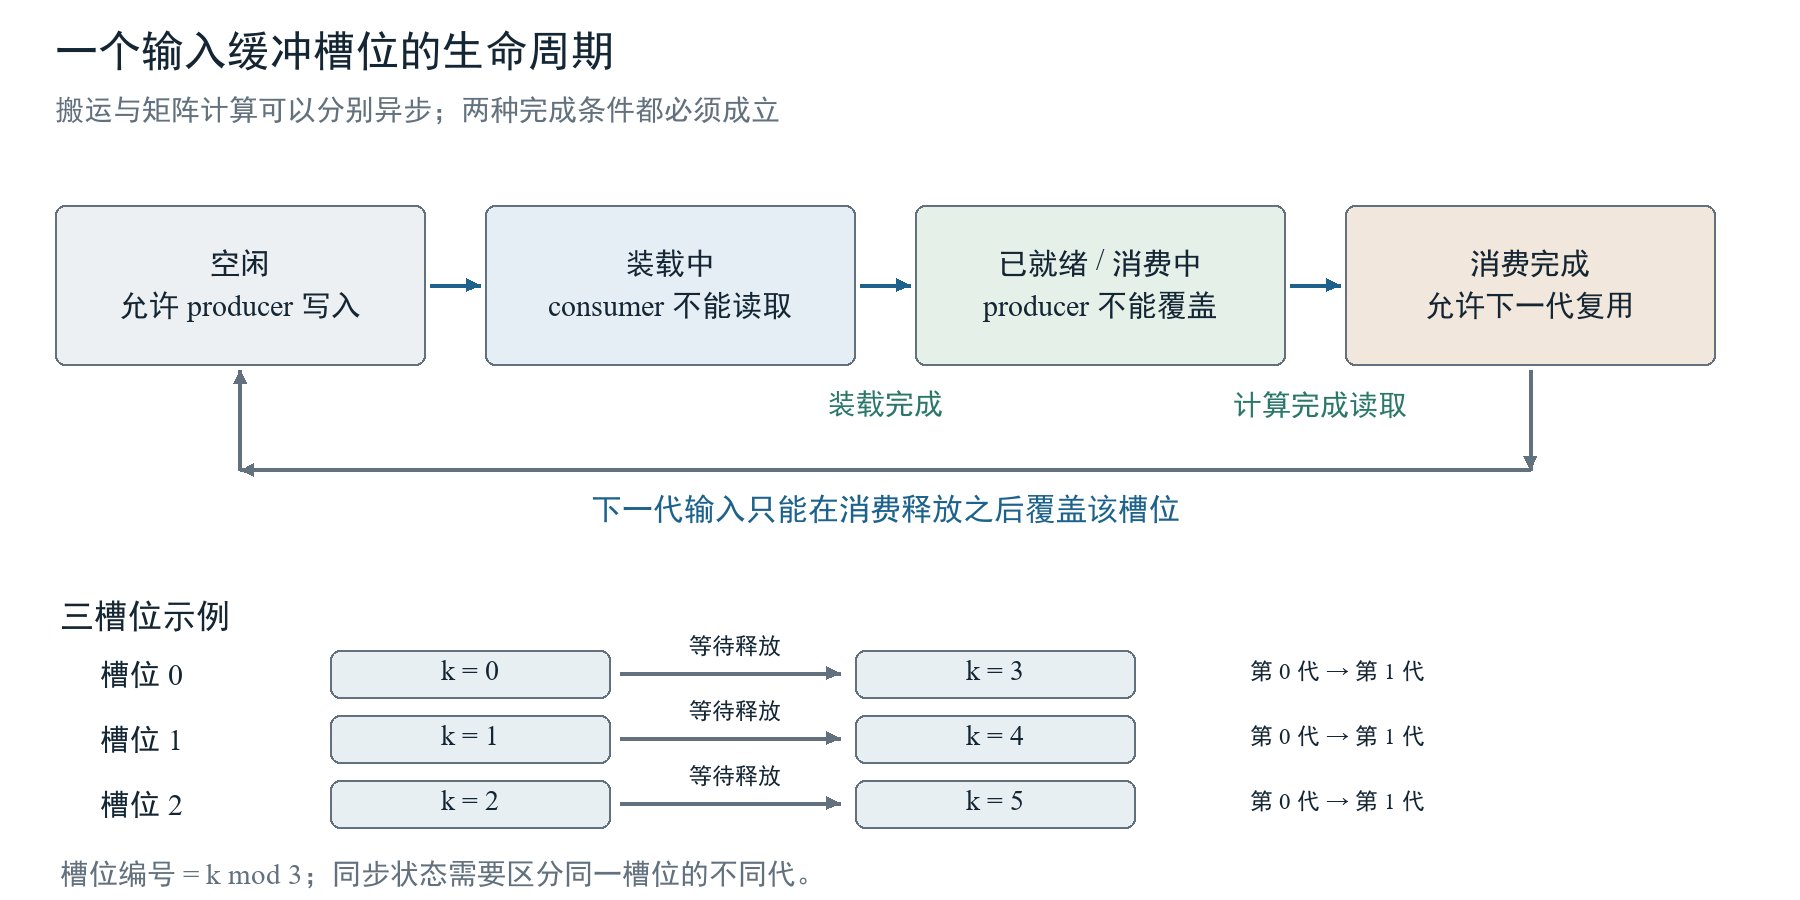 一个输入缓冲槽位的生命周期
搬运与矩阵计算可以分别异步；两种完成条件都必须成立
空闲
允许 producer 写入
装载中
consumer 不能读取
已就绪 / 消费中
producer 不能覆盖
消费完成
允许下一代复用
装载完成
计算完成读取
下一代输入只能在消费释放之后覆盖该槽位
三槽位示例
槽位 0
k = 0
等待释放
k = 3
第 0 代 → 第 1 代
槽位 1
k = 1
等待释放
k = 4
第 0 代 → 第 1 代
槽位 2
k = 2
等待释放
k = 5
第 0 代 → 第 1 代
槽位编号 = k mod 3；同步状态需要区分同一槽位的不同代。